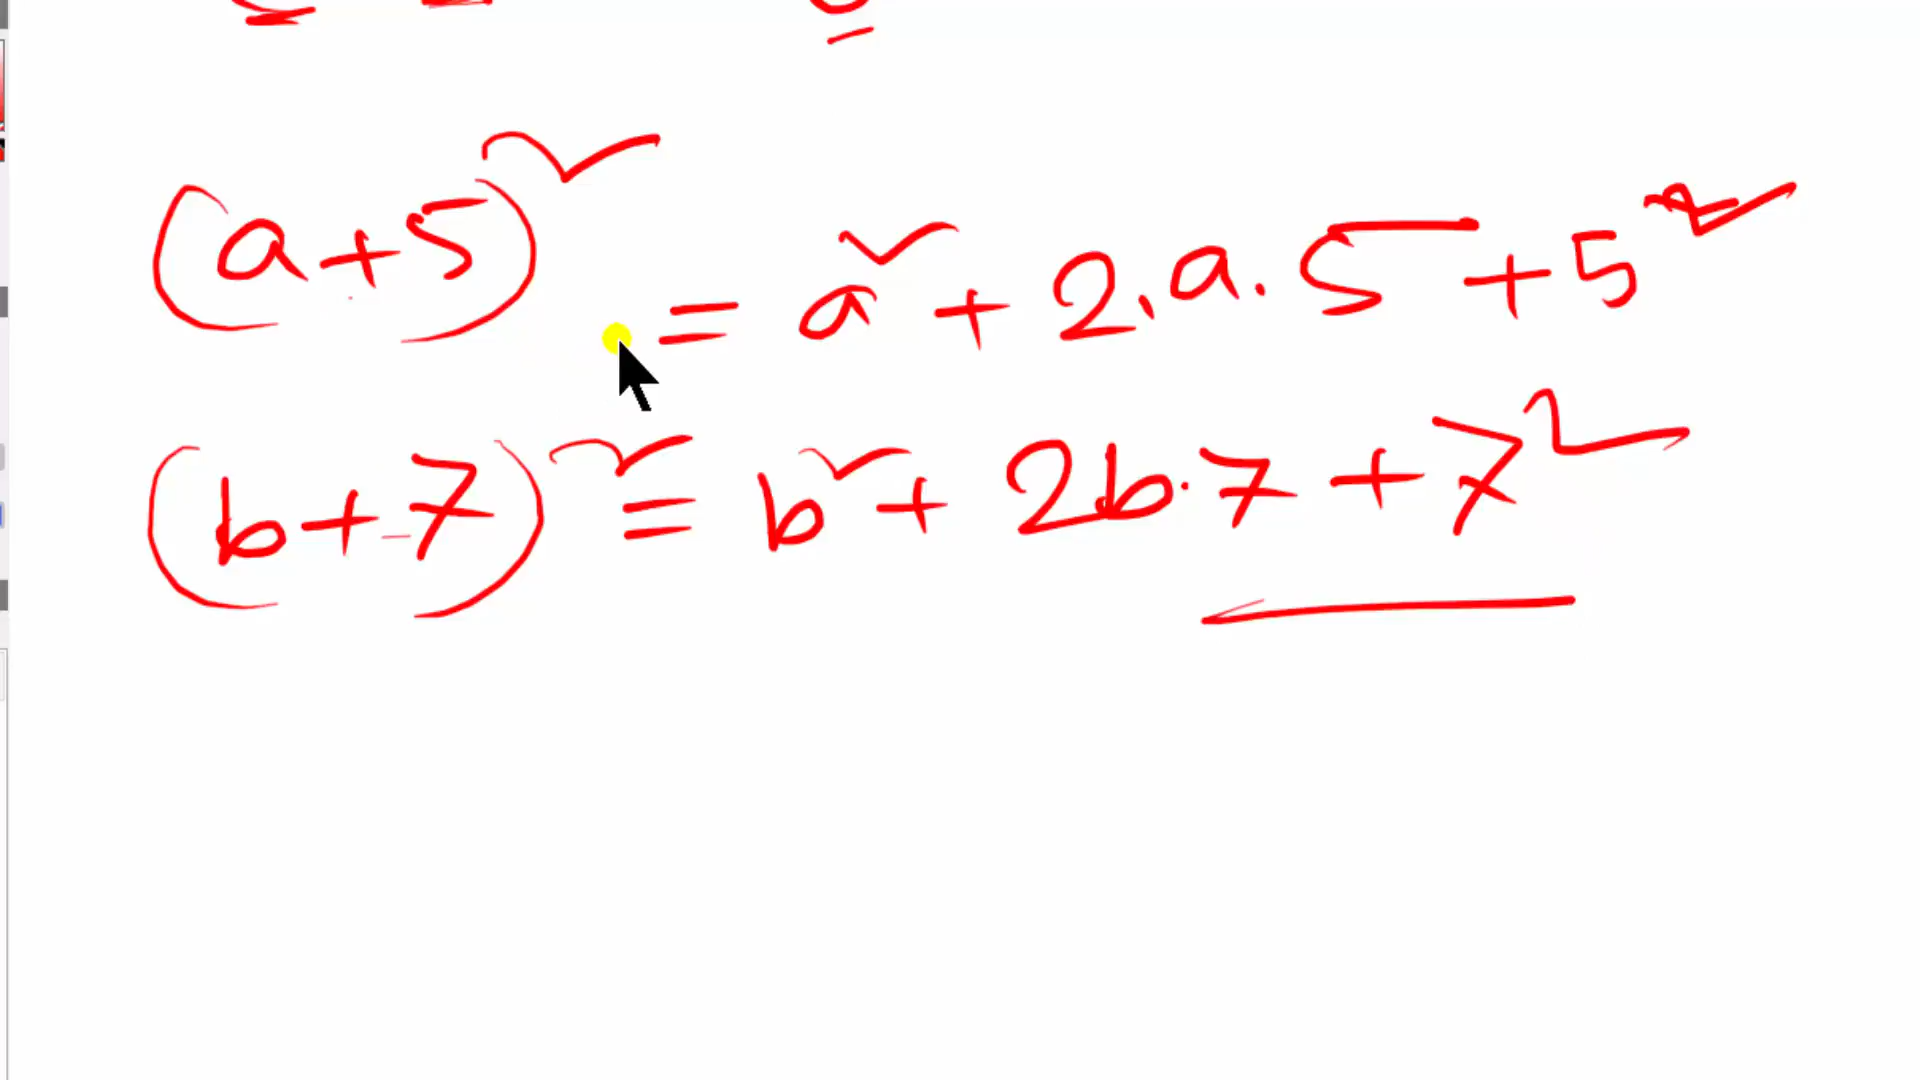 (a+5)² = a² + 2.a.5 + 5²
(b+7)² = b² + 2b.7 + 7²